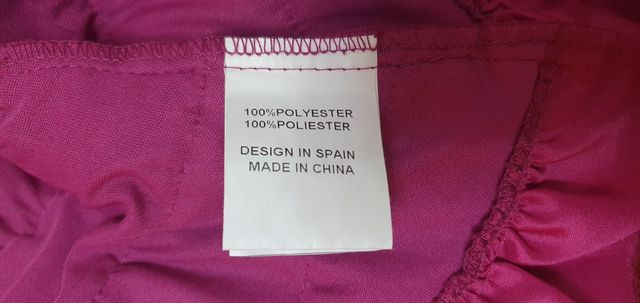 100%POLYESTER
100%POLIESTER
DESIGN IN SPAIN
MADE IN CHINA